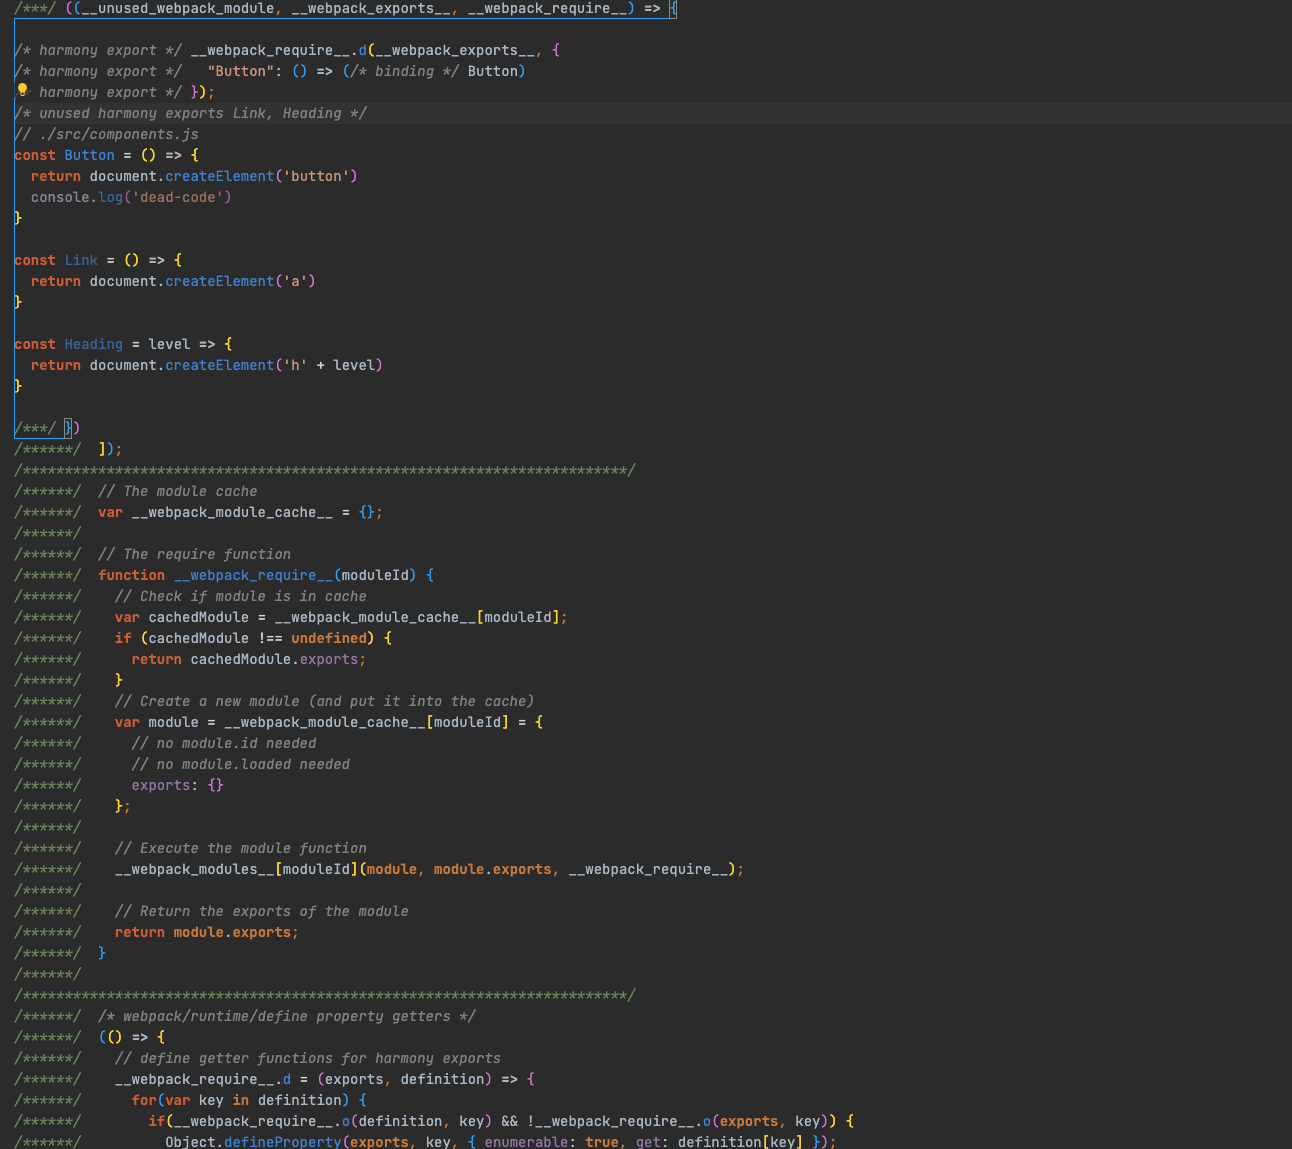 /***/ ((__unused_webpack_module, __webpack_exports__, __webpack_require__) => {
/* harmony export */ __webpack_require__.d(__webpack_exports__, {
/* harmony export */   "Button": () => (/* binding */ Button)
harmony export */ });
/* unused harmony exports Link, Heading */
// ./src/components.js
const Button = () => {
  return document.createElement('button')
  console.log('dead-code')
}
const Link = () => {
  return document.createElement('a')
}
const Heading = level => {
  return document.createElement('h' + level)
}
/***/ })
/******/  ]);
/************************************************************************/
/******/  // The module cache
/******/  var __webpack_module_cache__ = {};
/******/
/******/  // The require function
/******/  function __webpack_require__(moduleId) {
/******/    // Check if module is in cache
/******/    var cachedModule = __webpack_module_cache__[moduleId];
/******/    if (cachedModule !== undefined) {
/******/      return cachedModule.exports;
/******/    }
/******/    // Create a new module (and put it into the cache)
/******/    var module = __webpack_module_cache__[moduleId] = {
/******/      // no module.id needed
/******/      // no module.loaded needed
/******/      exports: {}
/******/    };
/******/
/******/    // Execute the module function
/******/    __webpack_modules__[moduleId](module, module.exports, __webpack_require__);
/******/
/******/    // Return the exports of the module
/******/    return module.exports;
/******/  }
/******/
/************************************************************************/
/******/  /* webpack/runtime/define property getters */
/******/  (() => {
/******/    // define getter functions for harmony exports
/******/    __webpack_require__.d = (exports, definition) => {
/******/      for(var key in definition) {
/******/        if(__webpack_require__.o(definition, key) && !__webpack_require__.o(exports, key)) {
/******/          Object.defineProperty(exports, key, { enumerable: true, get: definition[key] });